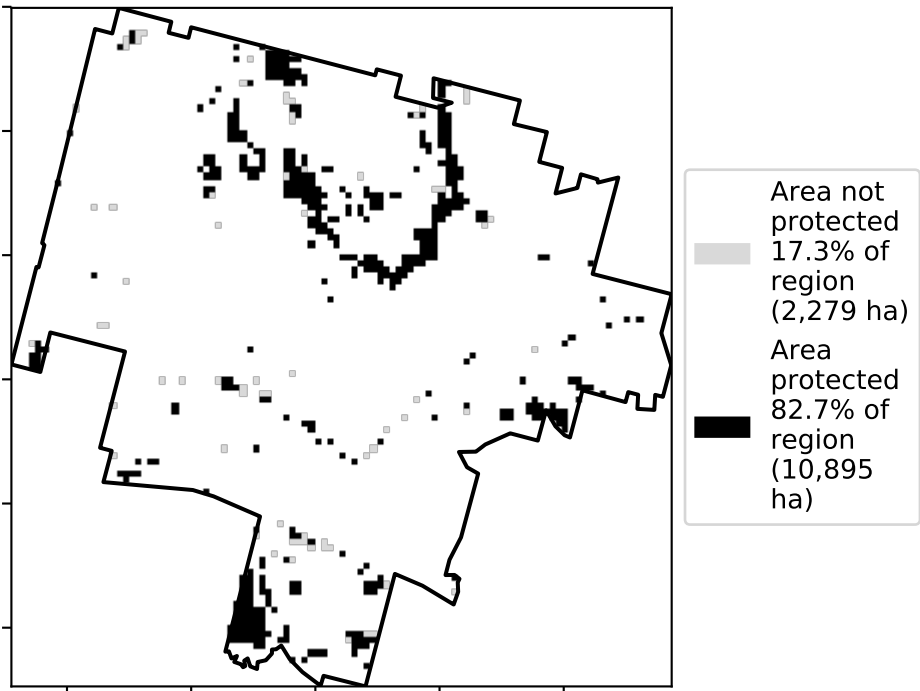 Area not
protected
17.3% of
region
(2,279 ha)
Area
protected
82.7% of
region
(10,895
ha)